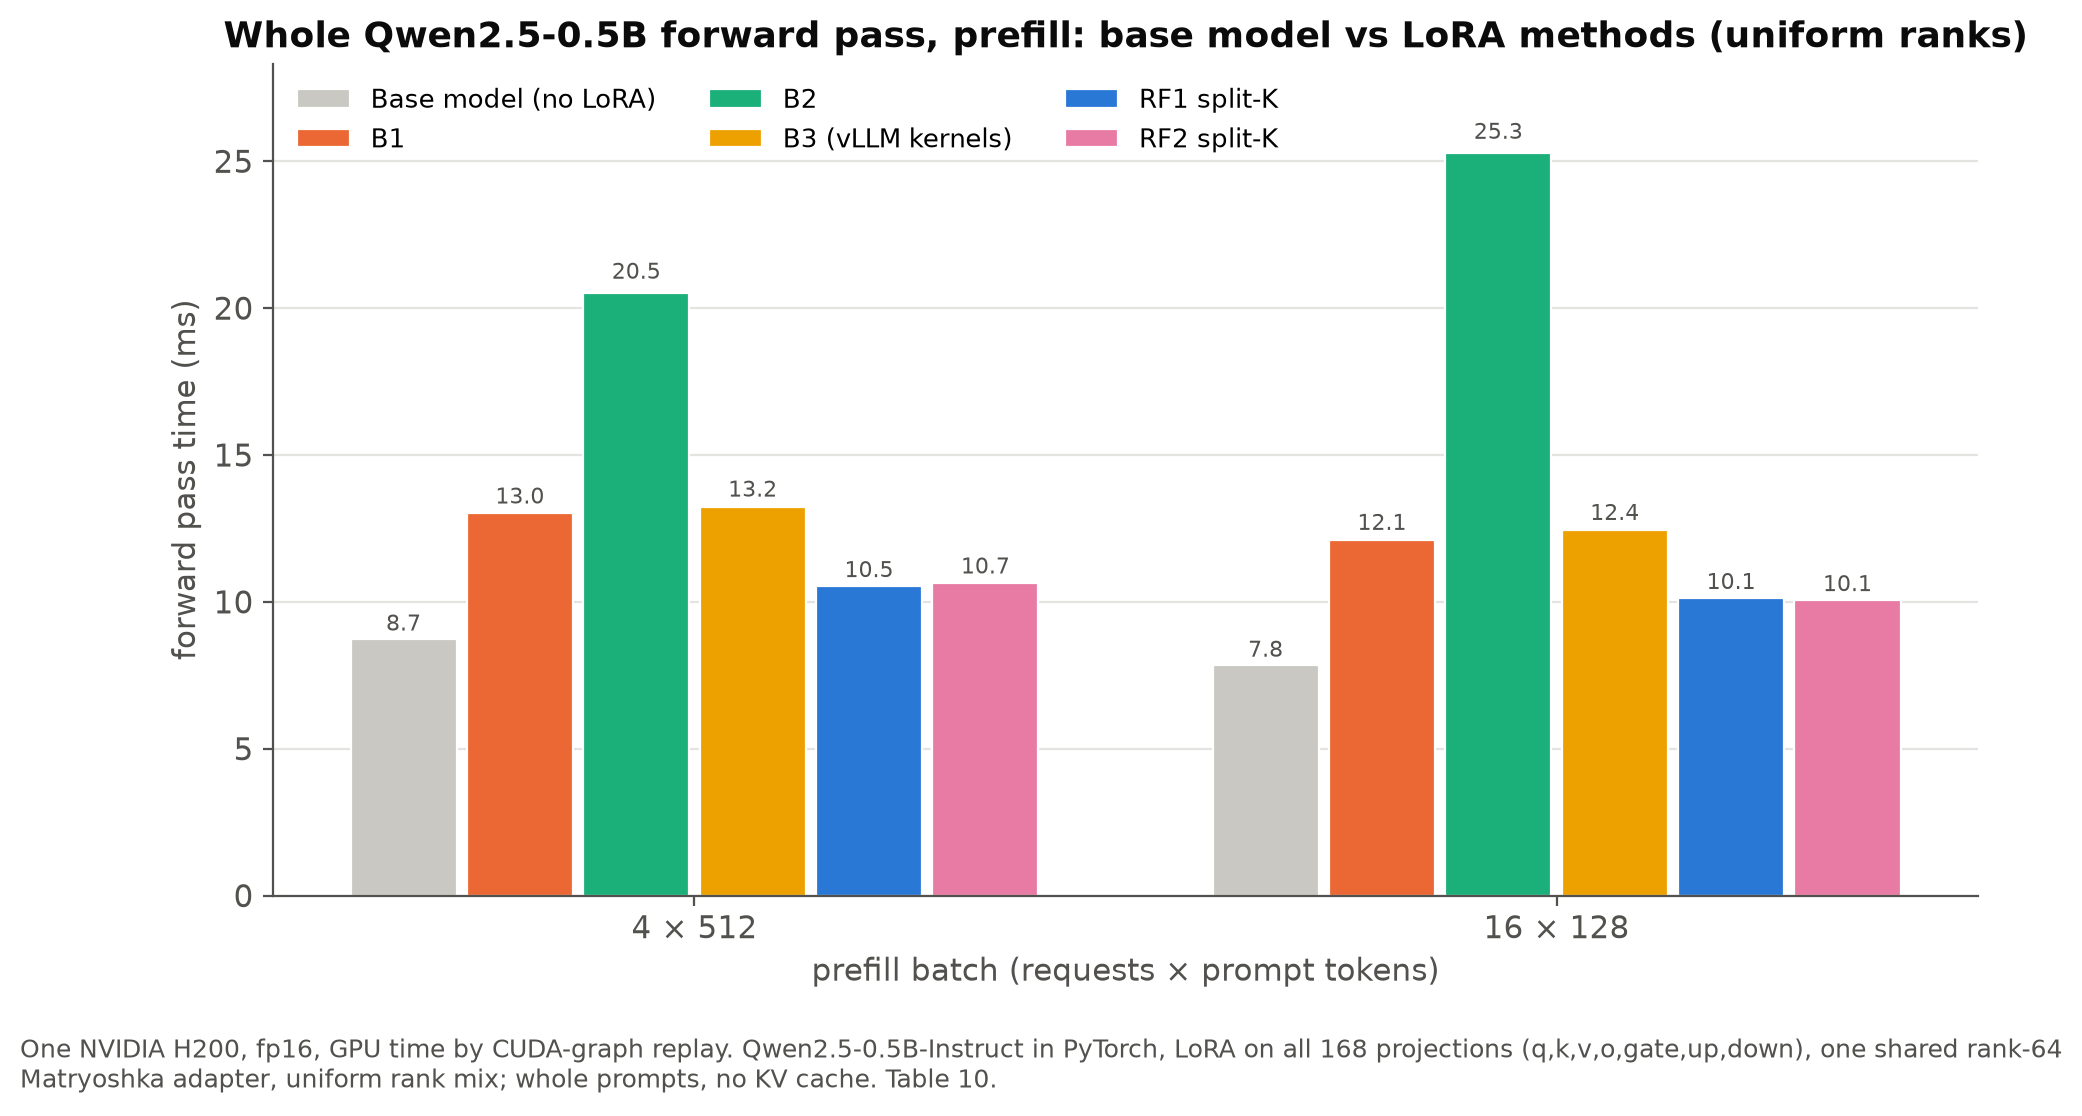 Whole Qwen2.5-0.5B forward pass, prefill: base model vs LoRA methods (uniform ranks)
Base model (no LoRA)
B1
B2
B3 (vLLM kernels)
RF1 split-K
RF2 split-K
forward pass time (ms)
25
20
15
10
5
0
8.7
13.0
20.5
13.2
10.5
10.7
7.8
12.1
25.3
12.4
10.1
10.1
4 × 512
16 × 128
prefill batch (requests × prompt tokens)
One NVIDIA H200, fp16, GPU time by CUDA-graph replay. Qwen2.5-0.5B-Instruct in PyTorch, LoRA on all 168 projections (q,k,v,o,gate,up,down), one shared rank-64
Matryoshka adapter, uniform rank mix; whole prompts, no KV cache. Table 10.